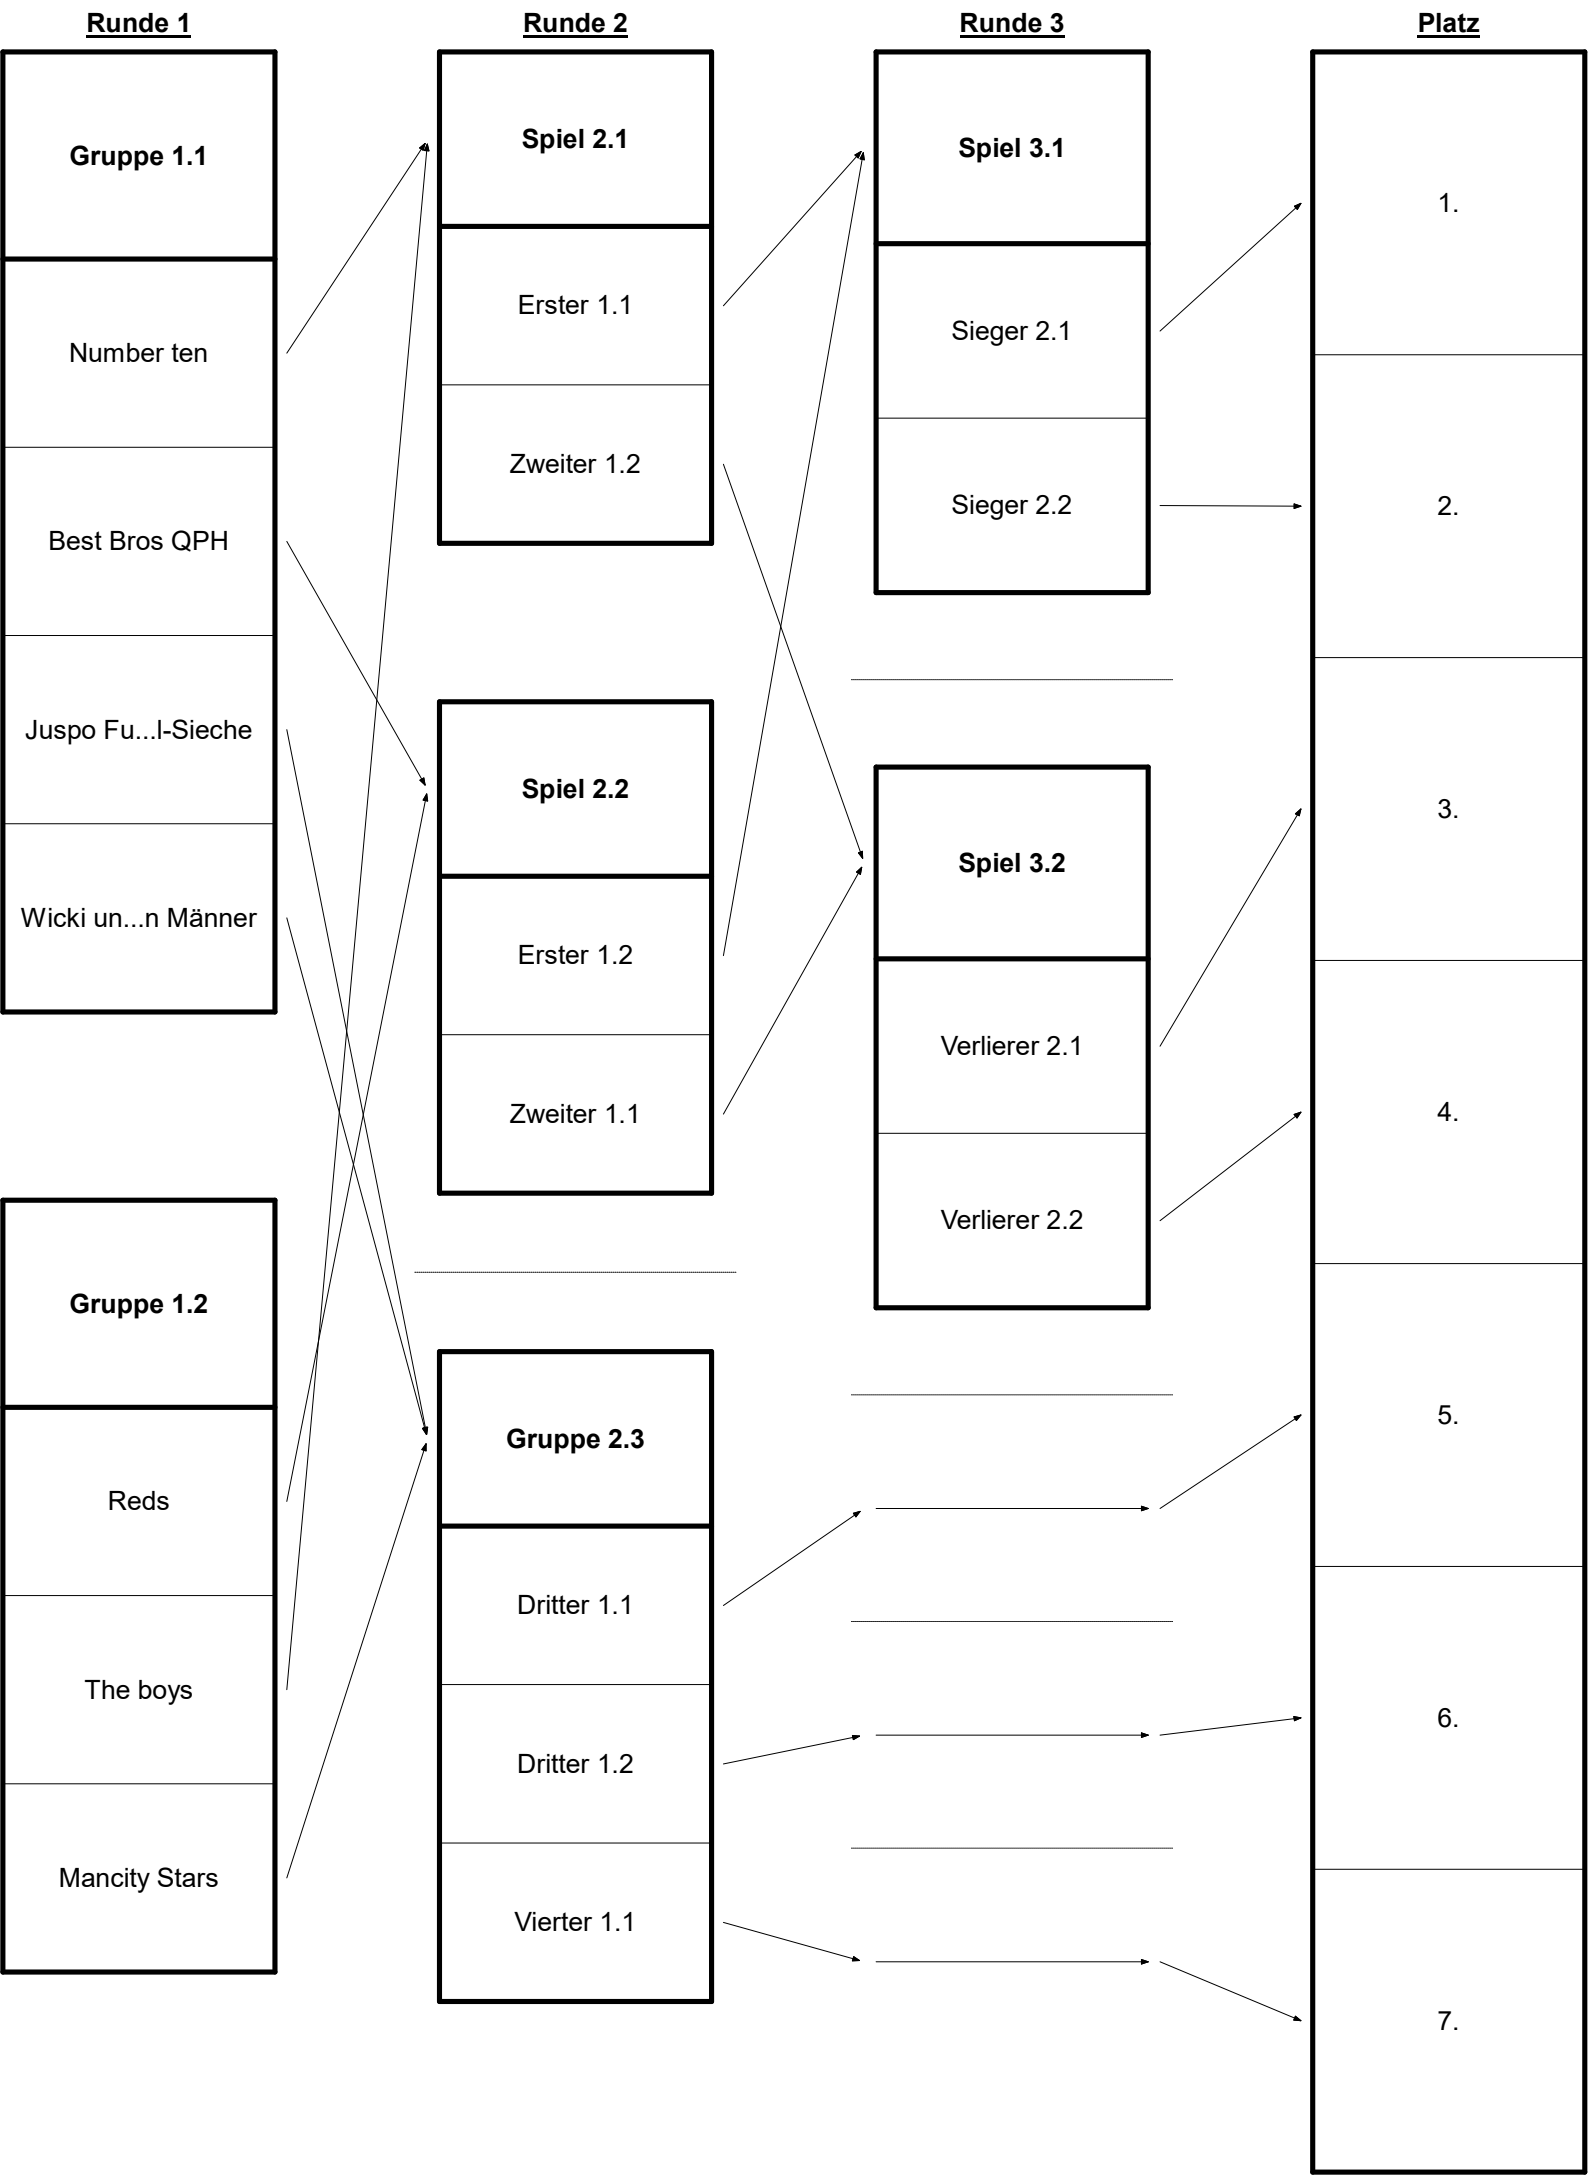 Runde 1
Runde 2
Runde 3
Platz
Gruppe 1.1
Number ten
Best Bros QPH
Juspo Fu...l-Sieche
Wicki un...n Männer
Gruppe 1.2
Reds
The boys
Mancity Stars
Spiel 2.1
Erster 1.1
Zweiter 1.2
Spiel 2.2
Erster 1.2
Zweiter 1.1
Gruppe 2.3
Dritter 1.1
Dritter 1.2
Vierter 1.1
Spiel 3.1
Sieger 2.1
Sieger 2.2
Spiel 3.2
Verlierer 2.1
Verlierer 2.2
1.
2.
3.
4.
5.
6.
7.